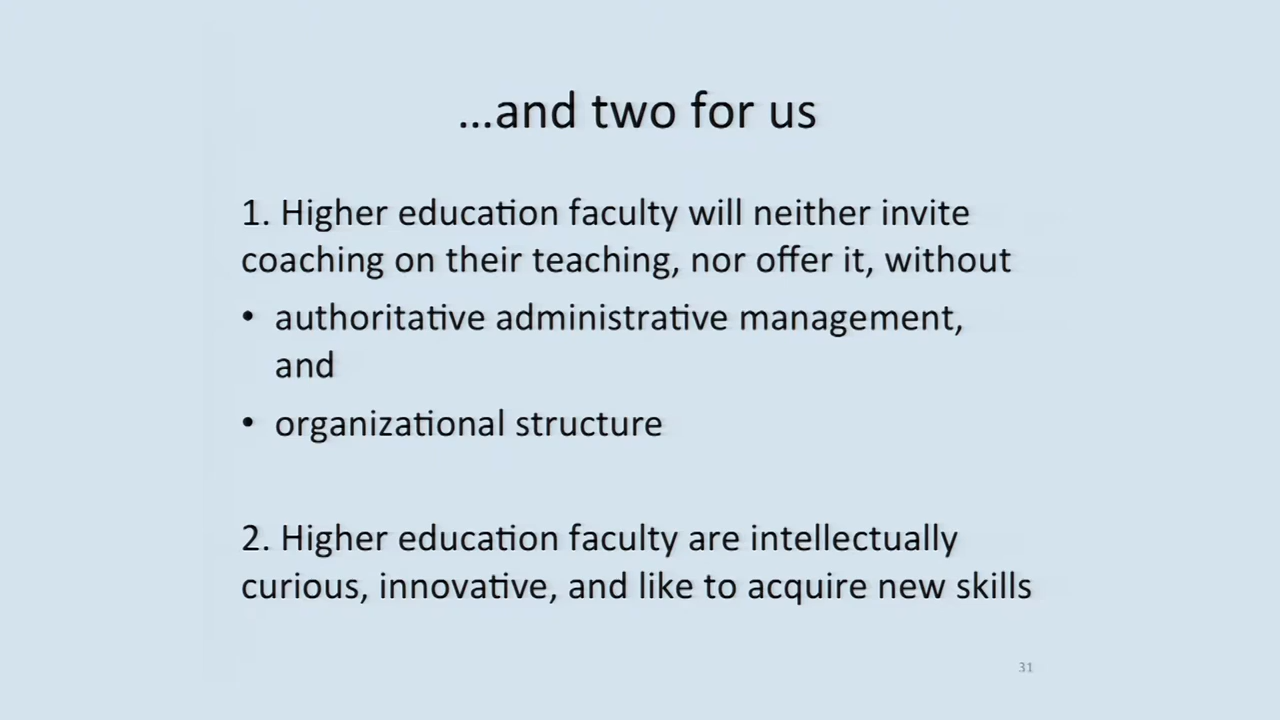 ...and two for us
1. Higher education faculty will neither invite
coaching on their teaching, nor offer it, without
• authoritative administrative management,
and
• organizational structure
2. Higher education faculty are intellectually
curious, innovative, and like to acquire new skills
31